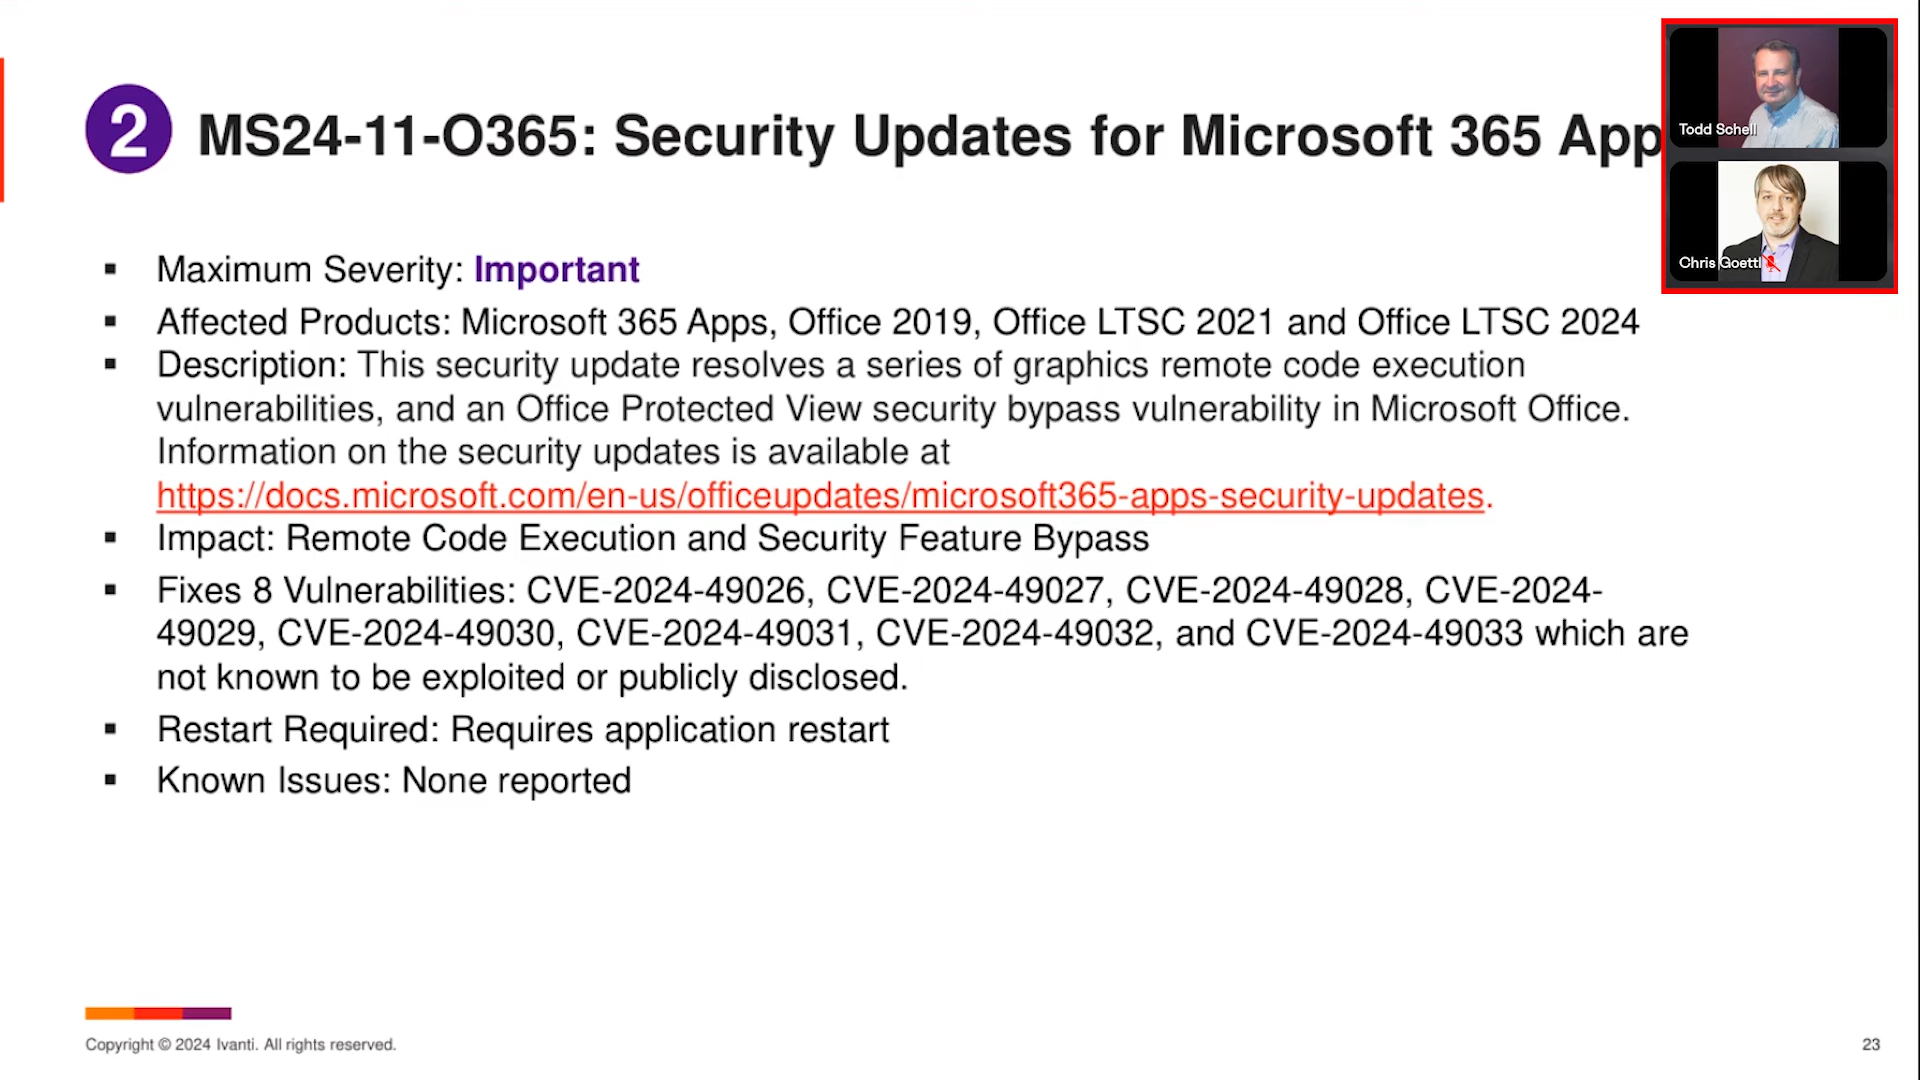 2 MS24-11-O365: Security Updates for Microsoft 365 App
Todd Schell
Chris Goettl
▪ Maximum Severity: Important
▪ Affected Products: Microsoft 365 Apps, Office 2019, Office LTSC 2021 and Office LTSC 2024
▪ Description: This security update resolves a series of graphics remote code execution
vulnerabilities, and an Office Protected View security bypass vulnerability in Microsoft Office.
Information on the security updates is available at
https://docs.microsoft.com/en-us/officeupdates/microsoft365-apps-security-updates.
▪ Impact: Remote Code Execution and Security Feature Bypass
▪ Fixes 8 Vulnerabilities: CVE-2024-49026, CVE-2024-49027, CVE-2024-49028, CVE-2024-
49029, CVE-2024-49030, CVE-2024-49031, CVE-2024-49032, and CVE-2024-49033 which are
not known to be exploited or publicly disclosed.
▪ Restart Required: Requires application restart
▪ Known Issues: None reported
Copyright © 2024 Ivanti. All rights reserved.
23